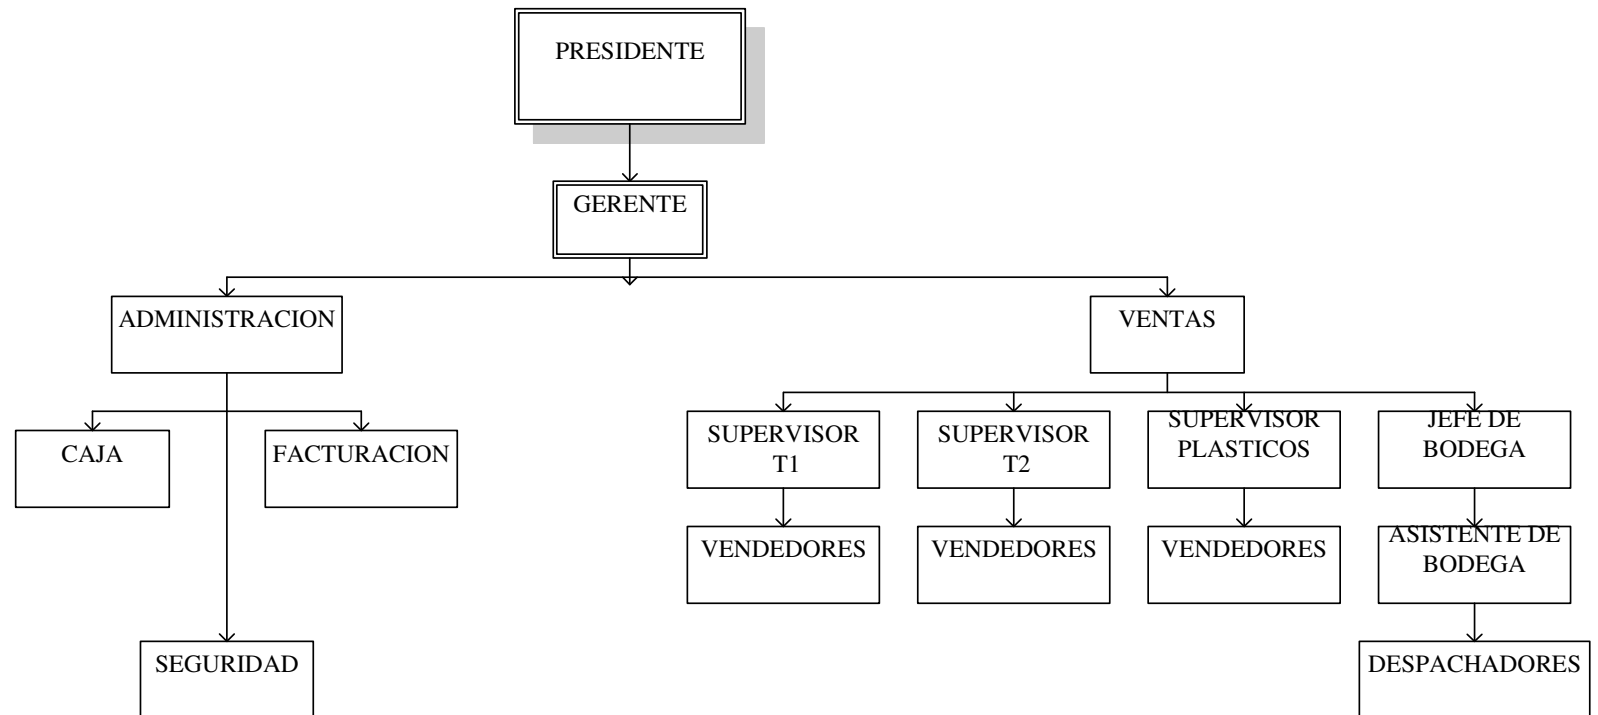 PRESIDENTE
GERENTE
ADMINISTRACION
VENTAS
CAJA
FACTURACION
SUPERVISOR
T1
SUPERVISOR
T2
SUPERVISOR
PLASTICOS
JEFE DE
BODEGA
VENDEDORES
VENDEDORES
VENDEDORES
ASISTENTE DE
BODEGA
SEGURIDAD
DESPACHADORES